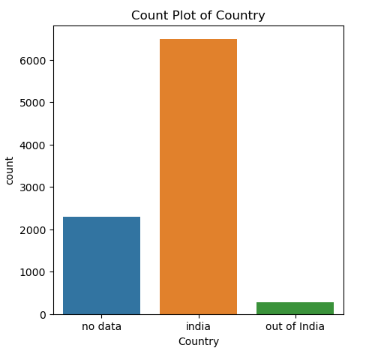 Count Plot of Country
count
6000
5000
4000
3000
2000
1000
0
no data india out of India
Country